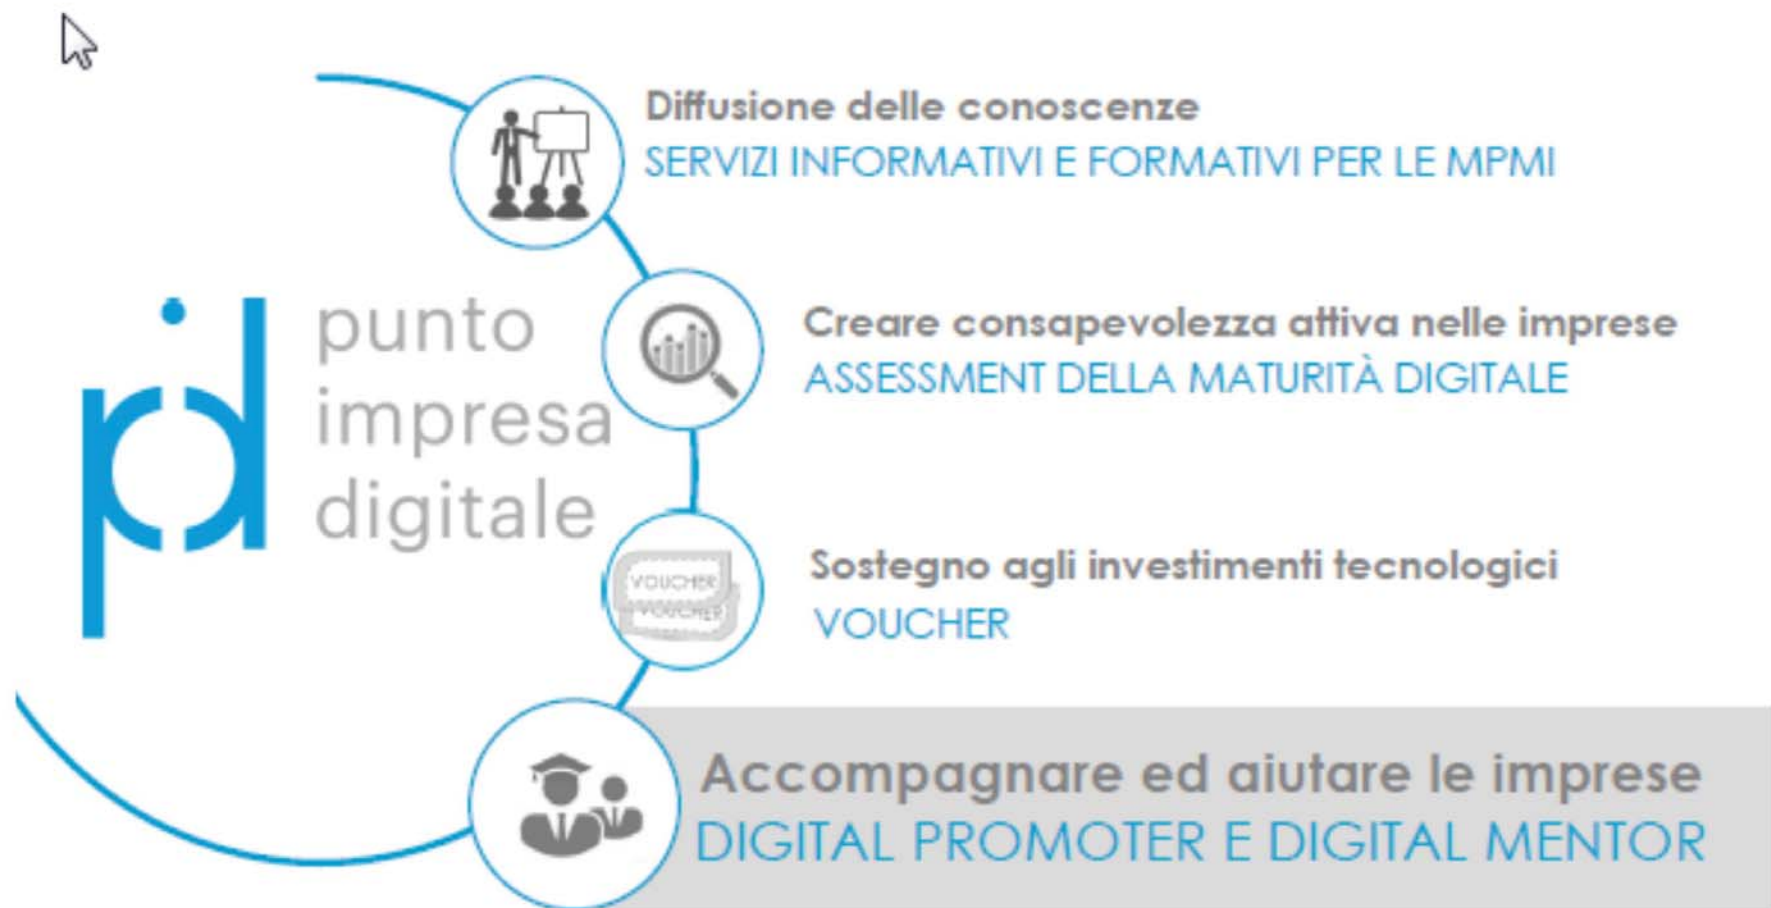 Diffusione delle conoscenze
SERVIZI INFORMATIVI E FORMATIVI PER LE MPMI
pid
punto
impresa
digitale
Creare consapevolezza attiva nelle imprese
ASSESSMENT DELLA MATURITÀ DIGITALE
VOUCHER
VOUCHER
Sostegno agli investimenti tecnologici
VOUCHER
Accompagnare ed aiutare le imprese
DIGITAL PROMOTER E DIGITAL MENTOR